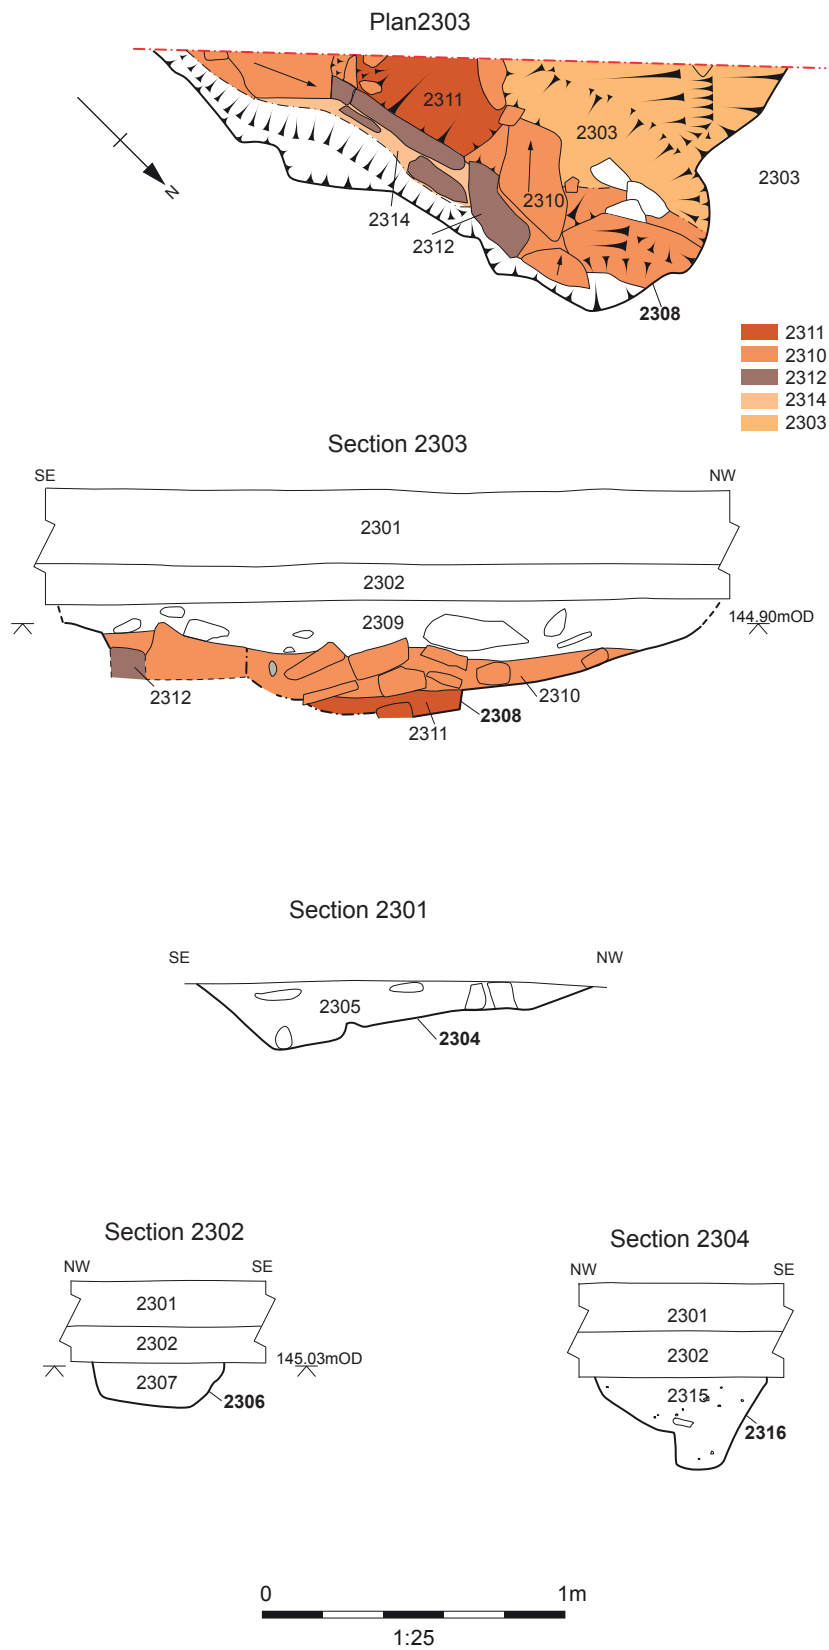 Plan2303
2311
2303
2303
N
2310
2314
2312
2308
2311
2310
2312
2314
2303
Section 2303
SE
NW
2301
2302
2309
144.90mOD
2312
2310
2308
2311
Section 2301
SE
NW
2305
2304
Section 2302
NW
SE
2301
2302
145.03mOD
2307
2306
Section 2304
NW
SE
2301
2302
2315
2316
0
1m
1:25